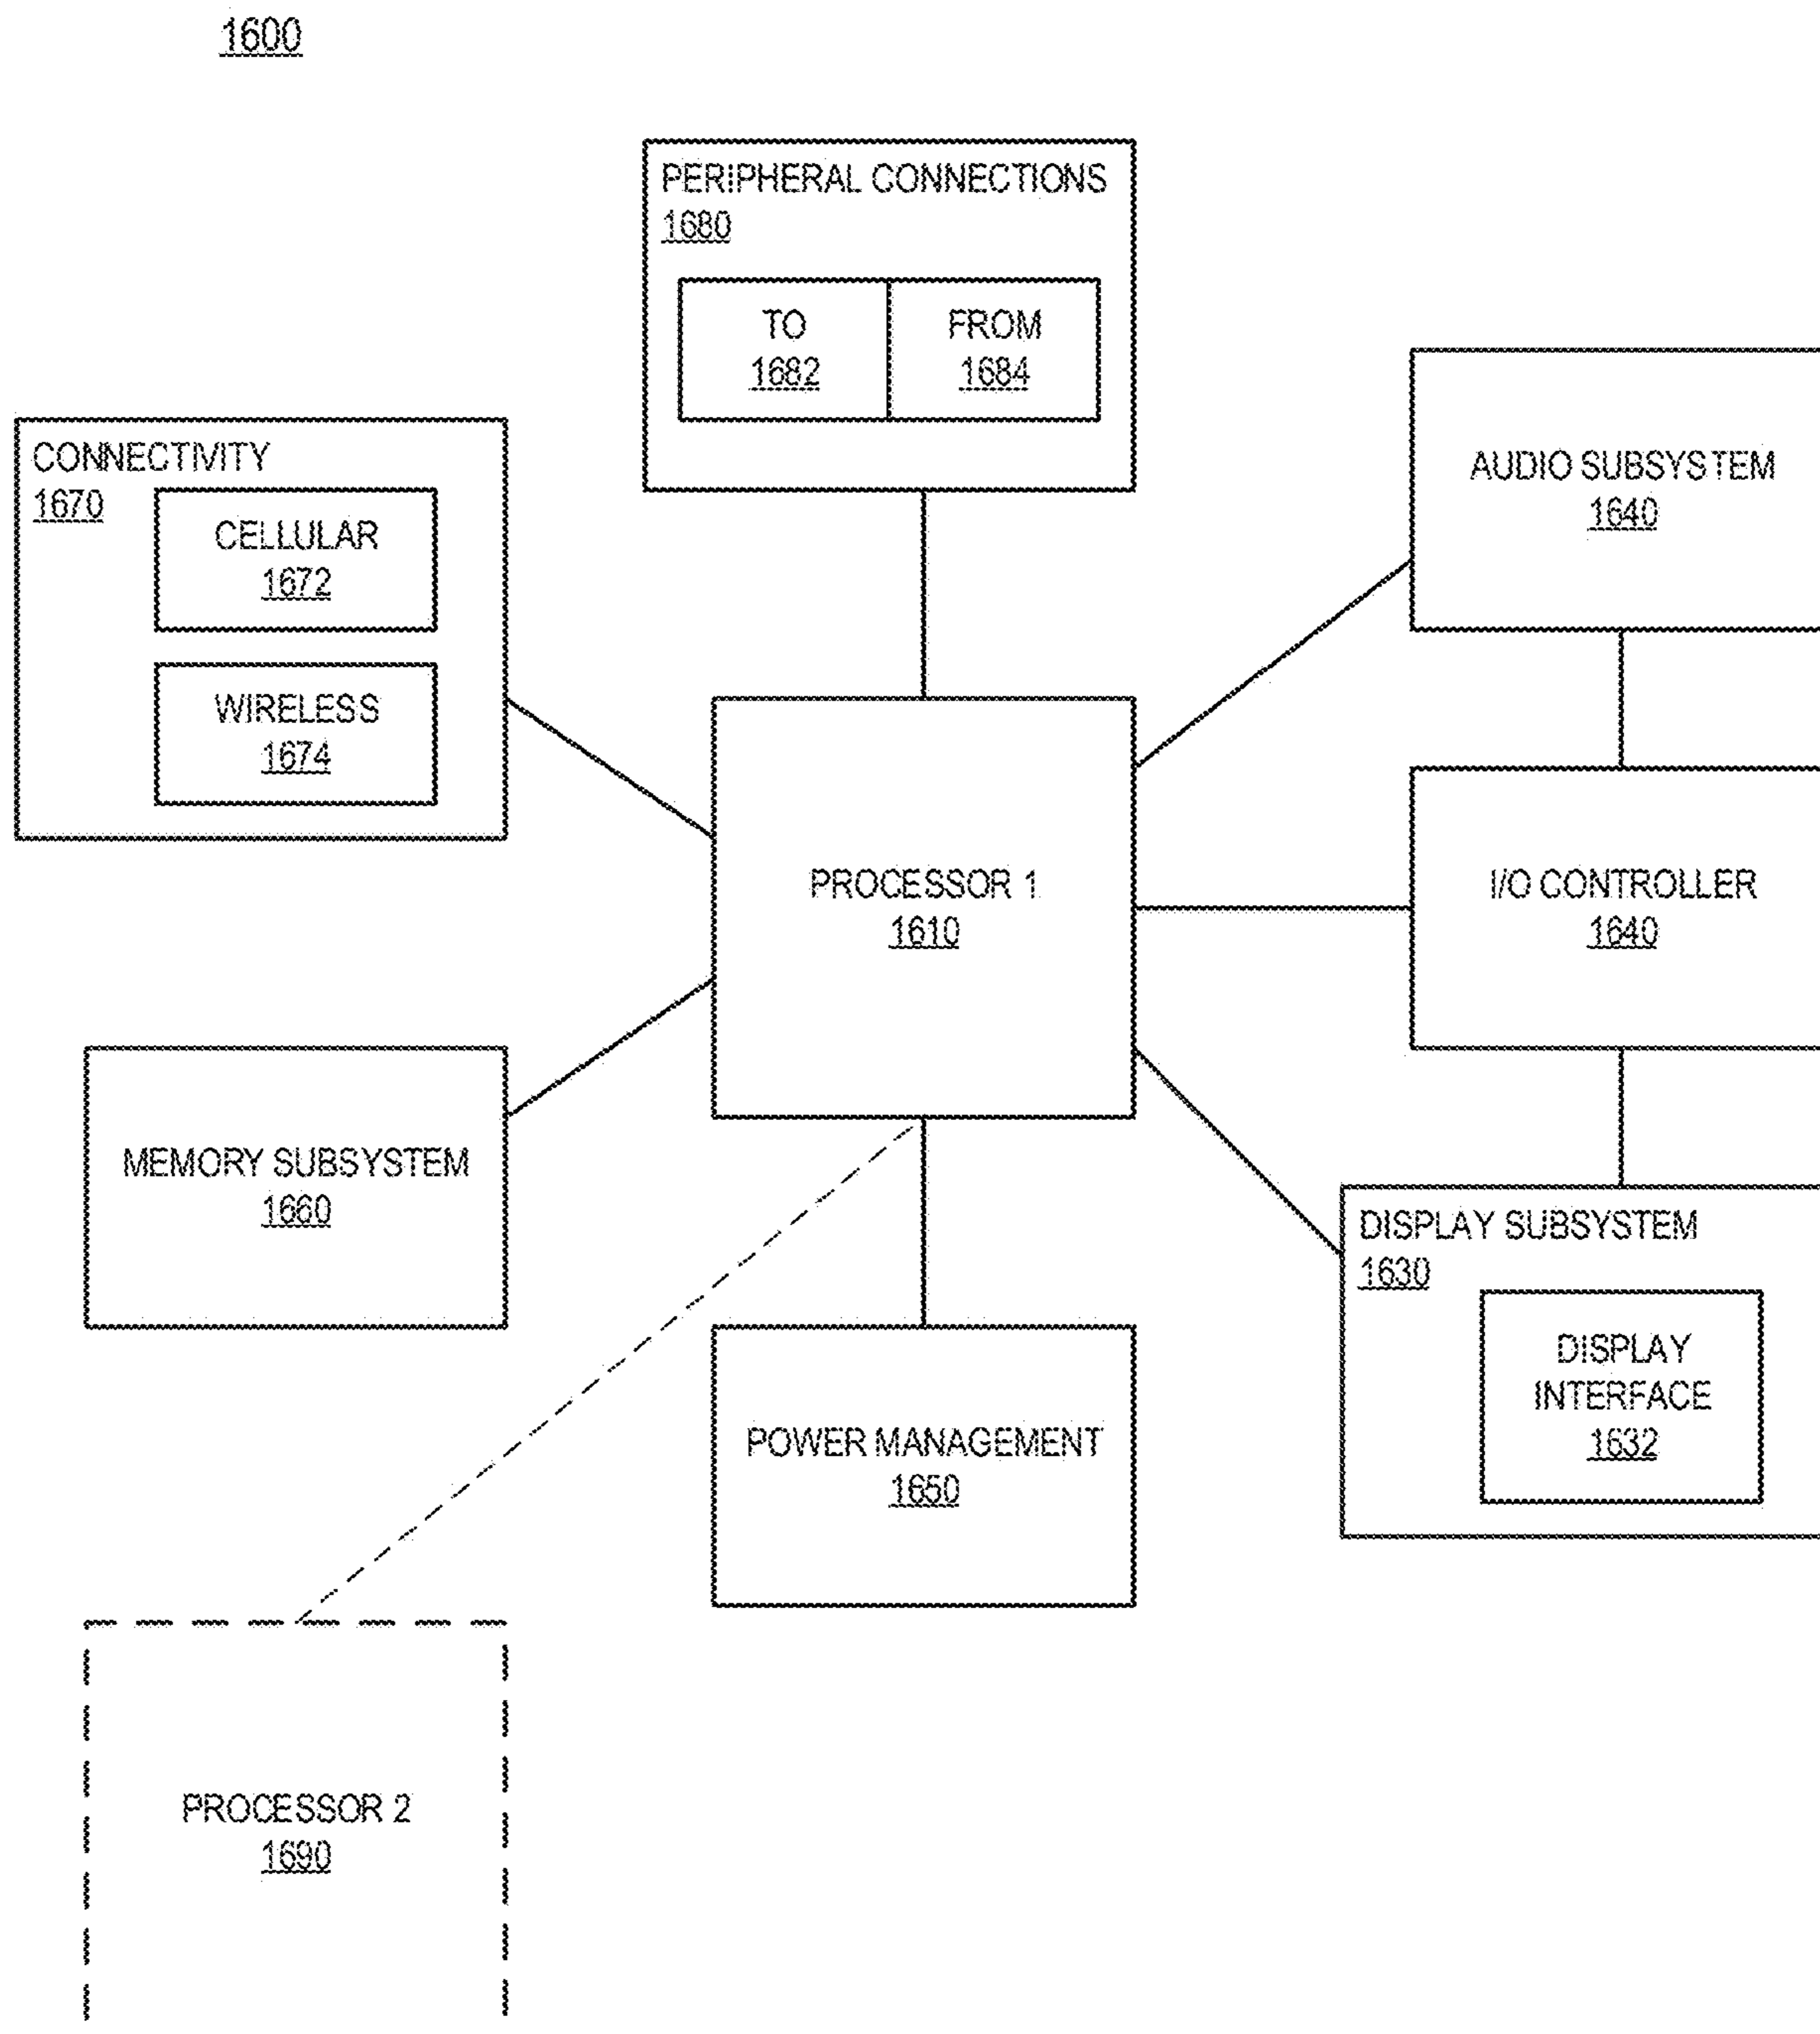 1600
PERIPHERAL CONNECTIONS
1680
TO
1682
FROM
1684
CONNECTIVITY
1670
CELLULAR
1672
WIRELESS
1674
AUDIO SUBSYSTEM
1640
PROCESSOR 1
1610
I/O CONTROLLER
1640
MEMORY SUBSYSTEM
1660
DISPLAY SUBSYSTEM
1630
DISPLAY
INTERFACE
1632
POWER MANAGEMENT
1650
PROCESSOR 2
1690